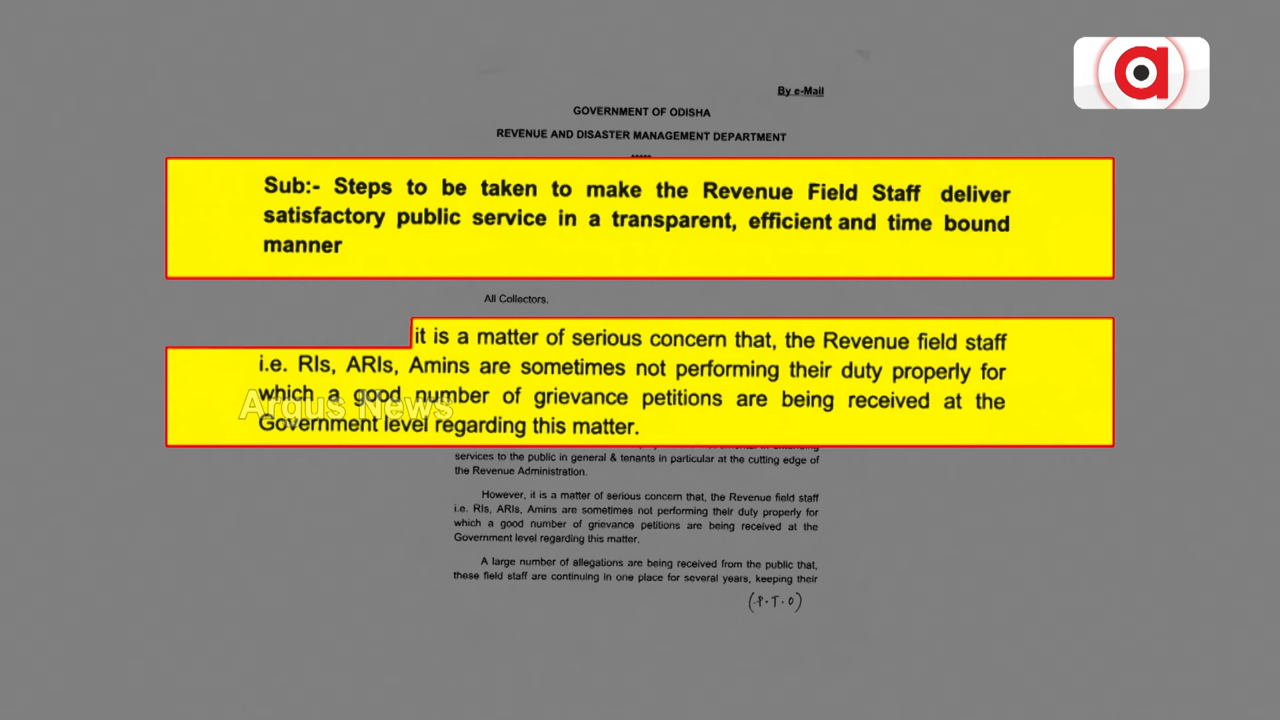 By e-Mail
GOVERNMENT OF ODISHA
REVENUE AND DISASTER MANAGEMENT DEPARTMENT
*****
Sub:- Steps to be taken to make the Revenue Field Staff deliver
satisfactory public service in a transparent, efficient and time bound
manner
All Collectors.
it is a matter of serious concern that, the Revenue field staff
i.e. RIs, ARIs, Amins are sometimes not performing their duty properly for
which a good number of grievance petitions are being received at the
Government level regarding this matter.
Argus News
services to the public in general & tenants in particular at the cutting edge of
the Revenue Administration.
However, it is a matter of serious concern that, the Revenue field staff
i.e. RIs, ARIs, Amins are sometimes not performing their duty properly for
which a good number of grievance petitions are being received at the
Government level regarding this matter.
A large number of allegations are being received from the public that,
these field staff are continuing in one place for several years, keeping their
(P.T.O)
a